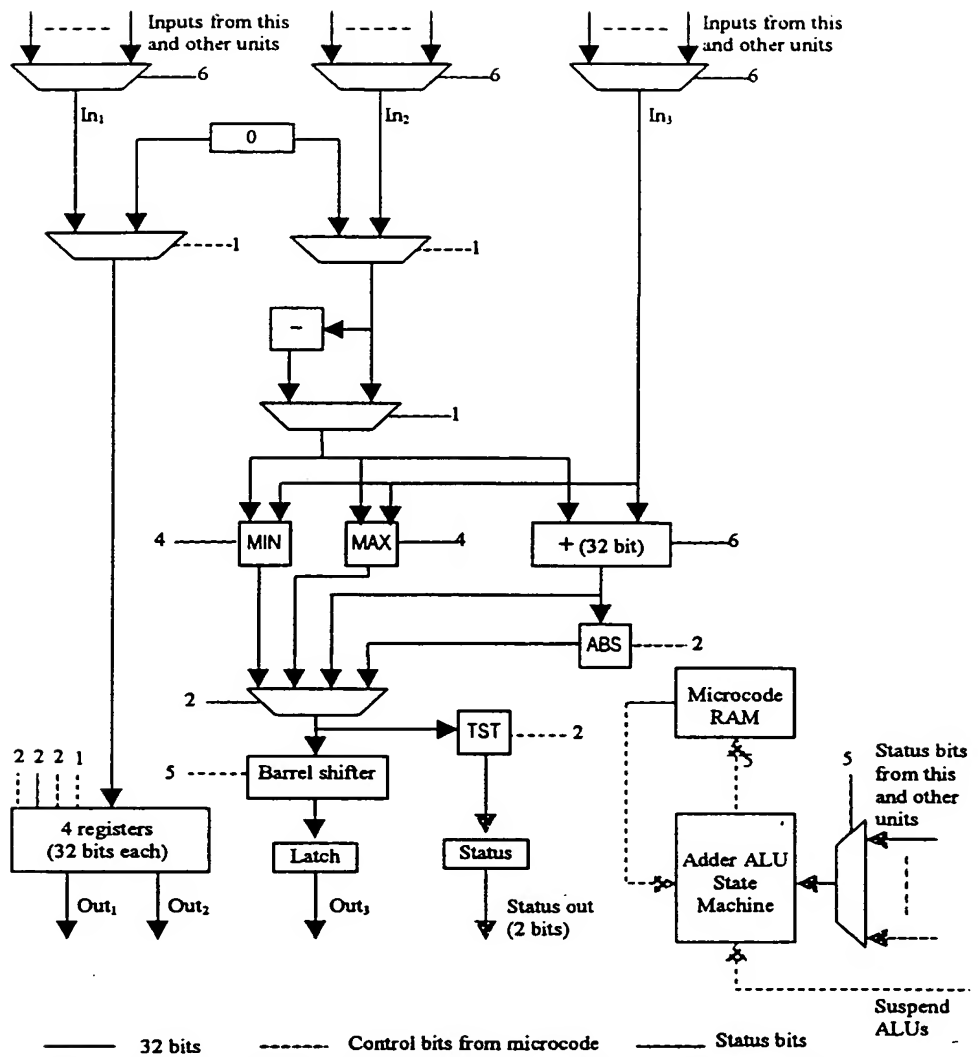 Inputs from this
and other units
Inputs from this
and other units
6
6
6
In₁
In₂
In₃
0
1
1
−
1
4
MIN
MAX
4
+ (32 bit)
6
ABS
2
2
Microcode
RAM
TST
2
5
Barrel shifter
2 2 2 1
5
5
Status bits
from this
and other
units
4 registers
(32 bits each)
Latch
Status
Adder ALU
State
Machine
Out₁
Out₂
Out₃
Status out
(2 bits)
Suspend
ALUs
32 bits
Control bits from microcode
Status bits